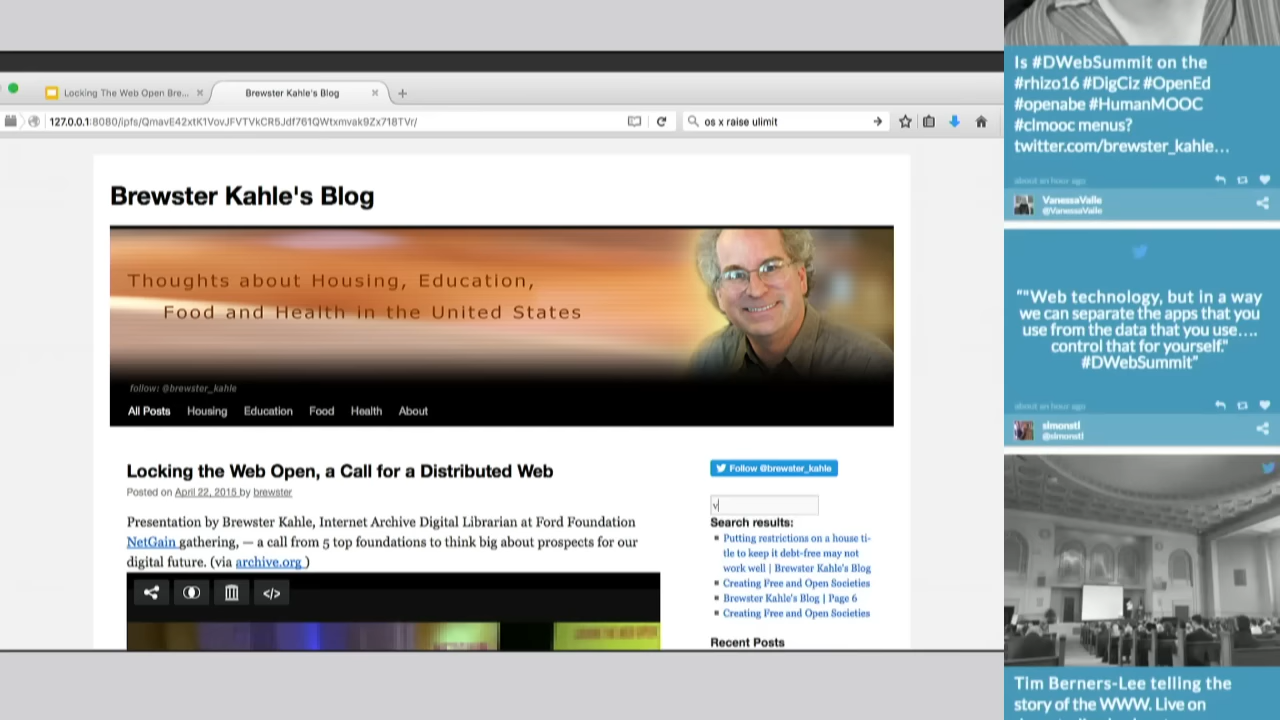 Locking The Web Open Bre...
Brewster Kahle's Blog
127.0.0.1:8080/ipfs/QmavE42xtK1VovJFVTVkCR5Jdf761QWtxmvak9Zx718TVr/
os x raise ulimit
Brewster Kahle's Blog
Thoughts about Housing, Education,
Food and Health in the United States
follow: @brewster_kahle
All Posts Housing Education Food Health About
Locking the Web Open, a Call for a Distributed Web
Posted on April 22, 2015 by brewster
Presentation by Brewster Kahle, Internet Archive Digital Librarian at Ford Foundation
NetGain gathering, — a call from 5 top foundations to think big about prospects for our
digital future. (via archive.org )
Follow @brewster_kahle
v
Search results:
Putting restrictions on a house ti-
tle to keep it debt-free may not
work well | Brewster Kahle's Blog
Creating Free and Open Societies
Brewster Kahle's Blog | Page 6
Creating Free and Open Societies
Recent Posts
Is #DWebSummit on the
#rhizo16 #DigCiz #OpenEd
#openabe #HumanMOOC
#clmooc menus?
twitter.com/brewster_kahle…
about an hour ago
VanessaVaile
@VanessaVaile
""Web technology, but in a way
we can separate the apps that you
use from the data that you use….
control that for yourself."
#DWebSummit"
about an hour ago
simonstl
@simonstl
Tim Berners-Lee telling the
story of the WWW. Live on